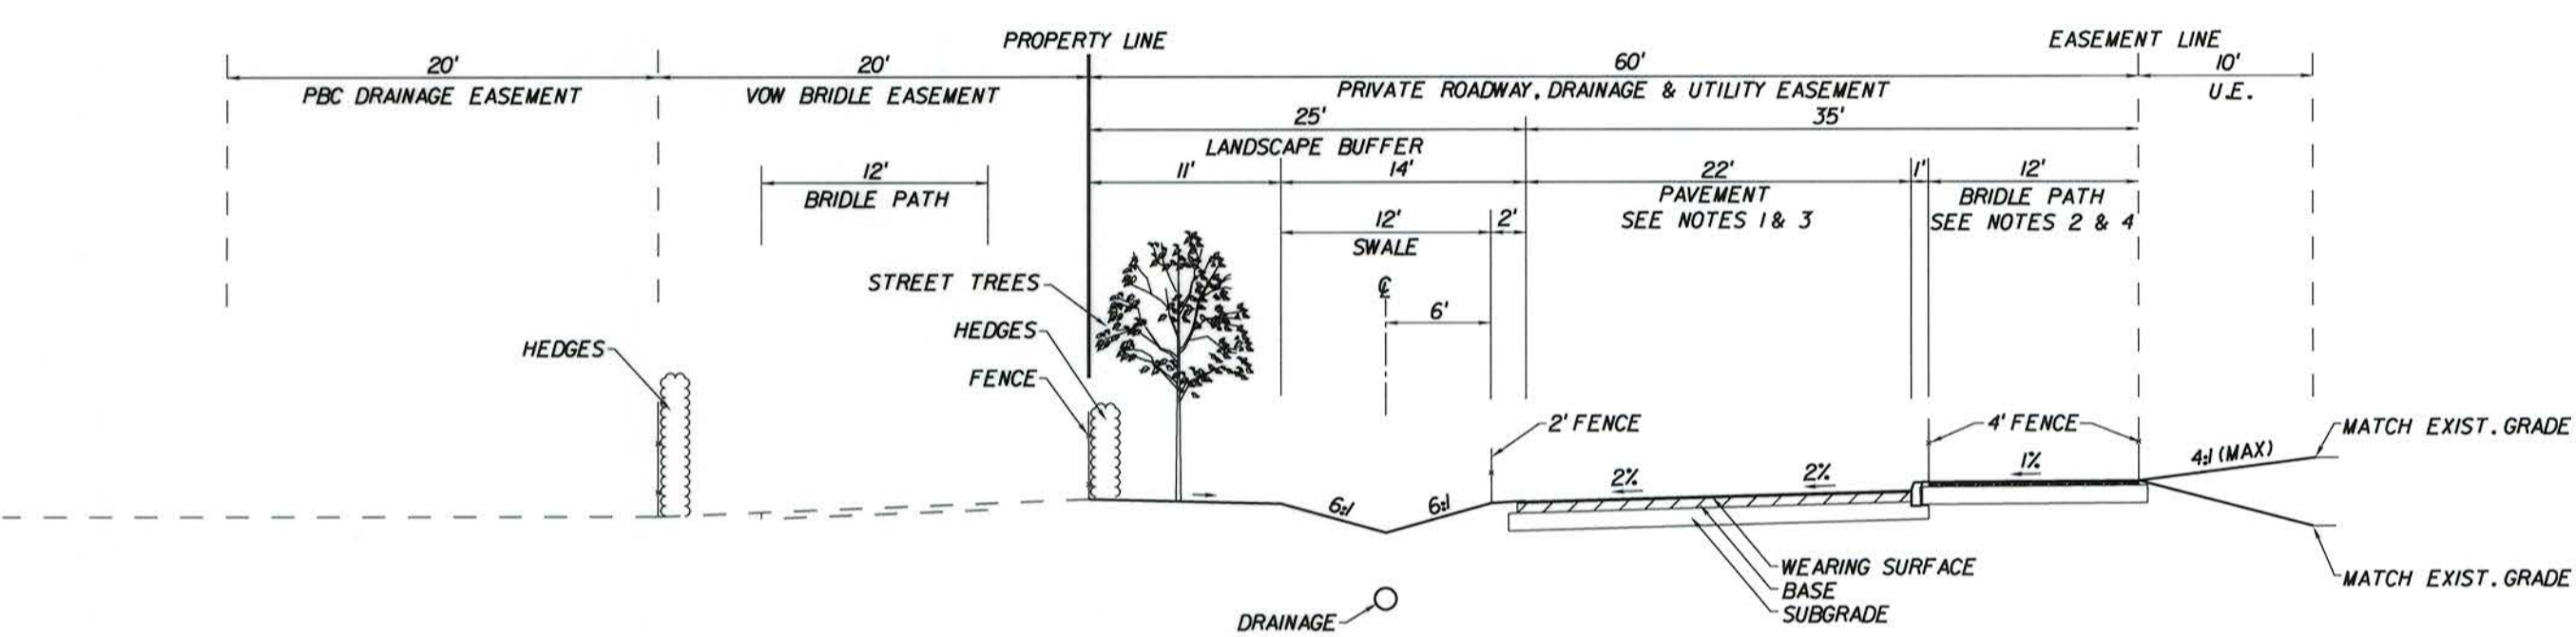 PROPERTY LINE
EASEMENT LINE
20'
20'
60'
10'
PBC DRAINAGE EASEMENT
VOW BRIDLE EASEMENT
PRIVATE ROADWAY, DRAINAGE & UTILITY EASEMENT
U.E.
25'
35'
LANDSCAPE BUFFER
12'
11'
14'
22'
1'
12'
BRIDLE PATH
PAVEMENT
SEE NOTES 1 & 3
BRIDLE PATH
SEE NOTES 2 & 4
12'
2'
SWALE
STREET TREES
℄
6'
HEDGES
HEDGES
FENCE
2' FENCE
4' FENCE
MATCH EXIST. GRADE
4:1 (MAX)
1%
2%
2%
6:1
6:1
WEARING SURFACE
BASE
SUBGRADE
MATCH EXIST. GRADE
DRAINAGE